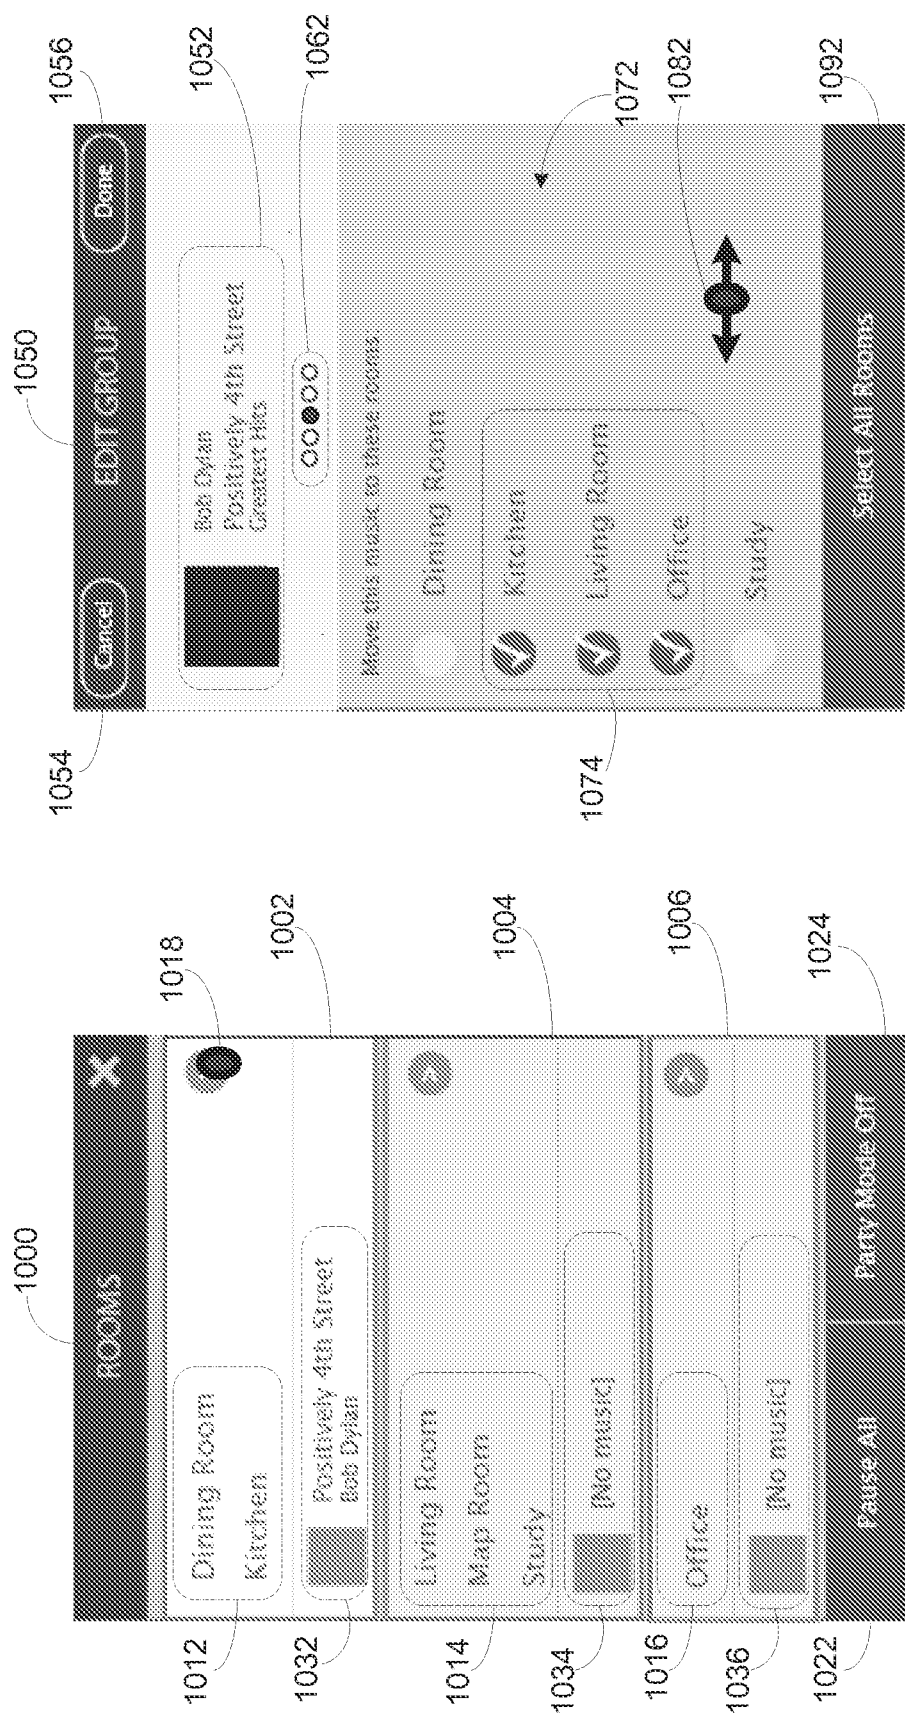 1000
ROOMS
1018
1012
Dining Room
Kitchen
1002
1032
Positively 4th Street
Bob Dylan
1014
Living Room
Map Room
Study
1004
1034
[No music]
1016
Office
1006
1036
[No music]
1022
Pause All
Party Mode Off
1024
1050
1054
Cancel
EDIT GROUP
Done
1056
1052
Bob Dylan
Positively 4th Street
Greatest Hits
1062
Move this music to these rooms:
1072
Dining Room
Kitchen
Living Room
Office
Study
1074
1082
Select All Rooms
1092